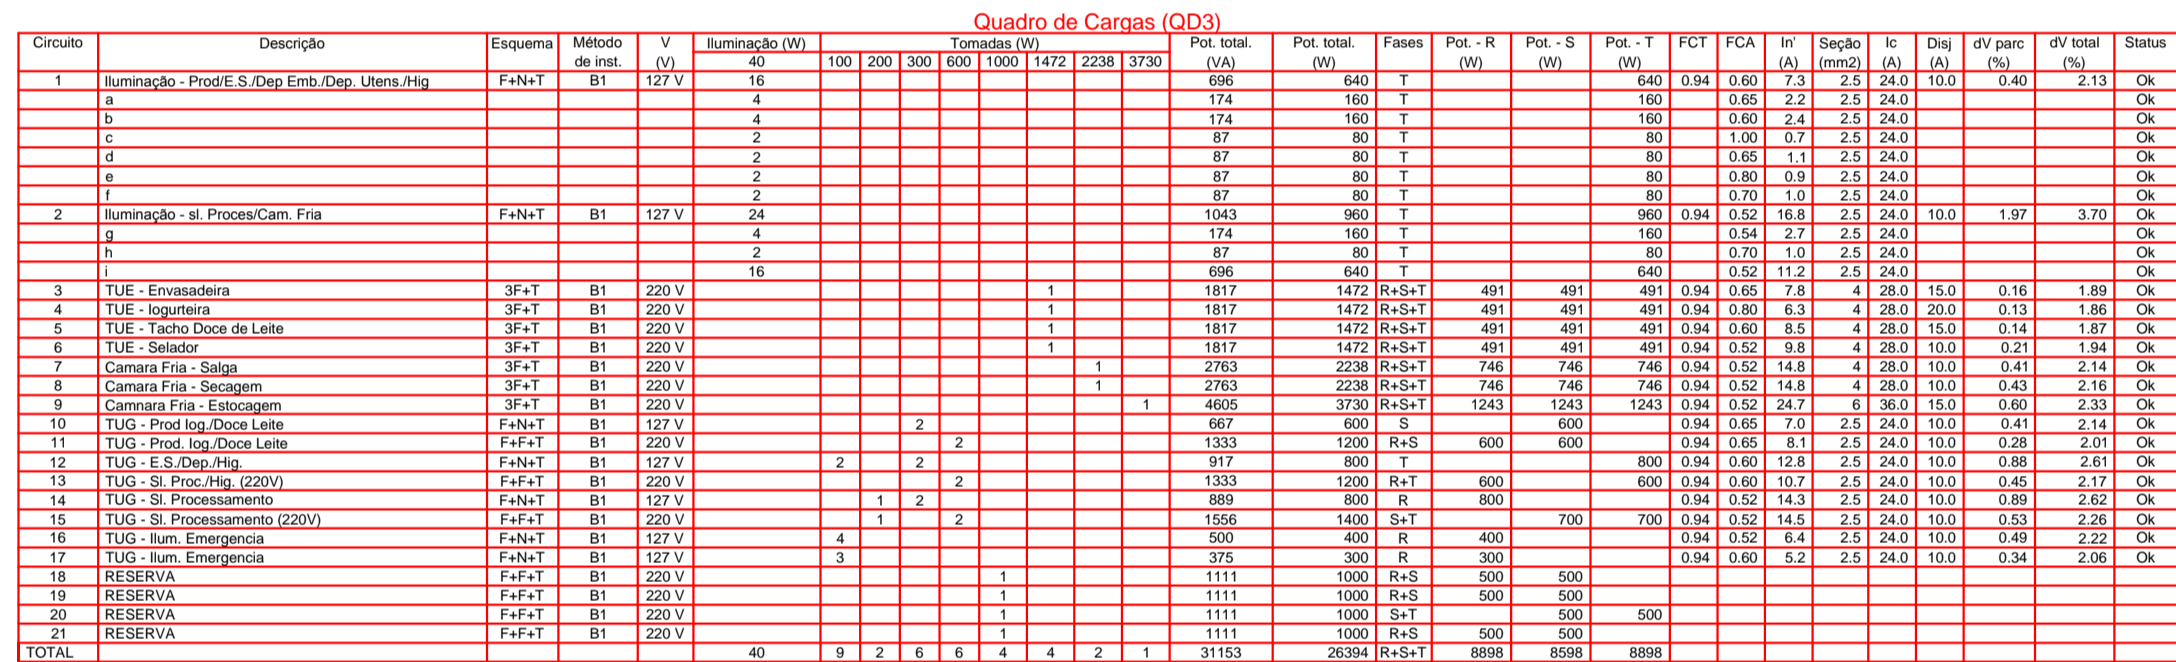 Quadro de Cargas (QD3)
Circuito Descrição Esquema Método V Iluminação (W) Tomadas (W) Pot. total. Pot. total. Fases Pot. - R Pot. - S Pot. - T FCT FCA In' Seção Ic Disj dV parc dV total Status
de inst. (V) 40 100 200 300 600 1000 1472 2238 3730 (VA) (W) (W) (W) (W) (A) (mm2) (A) (A) (%) (%)
1 Iluminação - Prod/E.S./Dep Emb./Dep. Utens./Hig F+N+T B1 127 V 16 696 640 T 640 0.94 0.60 7.3 2.5 24.0 10.0 0.40 2.13 Ok
a 4 174 160 T 160 0.65 2.2 2.5 24.0 Ok
b 4 174 160 T 160 0.60 2.4 2.5 24.0 Ok
c 2 87 80 T 80 1.00 0.7 2.5 24.0 Ok
d 2 87 80 T 80 0.65 1.1 2.5 24.0 Ok
e 2 87 80 T 80 0.80 0.9 2.5 24.0 Ok
f 2 87 80 T 80 0.70 1.0 2.5 24.0 Ok
2 Iluminação - sl. Proces/Cam. Fria F+N+T B1 127 V 24 1043 960 T 960 0.94 0.52 16.8 2.5 24.0 10.0 1.97 3.70 Ok
g 4 174 160 T 160 0.54 2.7 2.5 24.0 Ok
h 2 87 80 T 80 0.70 1.0 2.5 24.0 Ok
i 16 696 640 T 640 0.52 11.2 2.5 24.0 Ok
3 TUE - Envasadeira 3F+T B1 220 V 1 1817 1472 R+S+T 491 491 491 0.94 0.65 7.8 4 28.0 15.0 0.16 1.89 Ok
4 TUE - Iogurteira 3F+T B1 220 V 1 1817 1472 R+S+T 491 491 491 0.94 0.80 6.3 4 28.0 20.0 0.13 1.86 Ok
5 TUE - Tacho Doce de Leite 3F+T B1 220 V 1 1817 1472 R+S+T 491 491 491 0.94 0.60 8.5 4 28.0 15.0 0.14 1.87 Ok
6 TUE - Selador 3F+T B1 220 V 1 1817 1472 R+S+T 491 491 491 0.94 0.52 9.8 4 28.0 10.0 0.21 1.94 Ok
7 Camara Fria - Salga 3F+T B1 220 V 1 2763 2238 R+S+T 746 746 746 0.94 0.52 14.8 4 28.0 10.0 0.41 2.14 Ok
8 Camara Fria - Secagem 3F+T B1 220 V 1 2763 2238 R+S+T 746 746 746 0.94 0.52 14.8 4 28.0 10.0 0.43 2.16 Ok
9 Camnara Fria - Estocagem 3F+T B1 220 V 1 4605 3730 R+S+T 1243 1243 1243 0.94 0.52 24.7 6 36.0 15.0 0.60 2.33 Ok
10 TUG - Prod Iog./Doce Leite F+N+T B1 127 V 2 667 600 S 600 0.94 0.65 7.0 2.5 24.0 10.0 0.41 2.14 Ok
11 TUG - Prod. Iog./Doce Leite F+F+T B1 220 V 2 1333 1200 R+S 600 600 0.94 0.65 8.1 2.5 24.0 10.0 0.28 2.01 Ok
12 TUG - E.S./Dep./Hig. F+N+T B1 127 V 2 2 917 800 T 800 0.94 0.60 12.8 2.5 24.0 10.0 0.88 2.61 Ok
13 TUG - Sl. Proc./Hig. (220V) F+F+T B1 220 V 2 1333 1200 R+T 600 600 0.94 0.60 10.7 2.5 24.0 10.0 0.45 2.17 Ok
14 TUG - Sl. Processamento F+N+T B1 127 V 1 2 889 800 R 800 0.94 0.52 14.3 2.5 24.0 10.0 0.89 2.62 Ok
15 TUG - Sl. Processamento (220V) F+F+T B1 220 V 1 2 1556 1400 S+T 700 700 0.94 0.52 14.5 2.5 24.0 10.0 0.53 2.26 Ok
16 TUG - Ilum. Emergencia F+N+T B1 127 V 4 500 400 R 400 0.94 0.52 6.4 2.5 24.0 10.0 0.49 2.22 Ok
17 TUG - Ilum. Emergencia F+N+T B1 127 V 3 375 300 R 300 0.94 0.60 5.2 2.5 24.0 10.0 0.34 2.06 Ok
18 RESERVA F+F+T B1 220 V 1 1111 1000 R+S 500 500
19 RESERVA F+F+T B1 220 V 1 1111 1000 R+S 500 500
20 RESERVA F+F+T B1 220 V 1 1111 1000 S+T 500 500
21 RESERVA F+F+T B1 220 V 1 1111 1000 R+S 500 500
TOTAL 40 9 2 6 6 4 4 2 1 31153 26394 R+S+T 8898 8598 8898